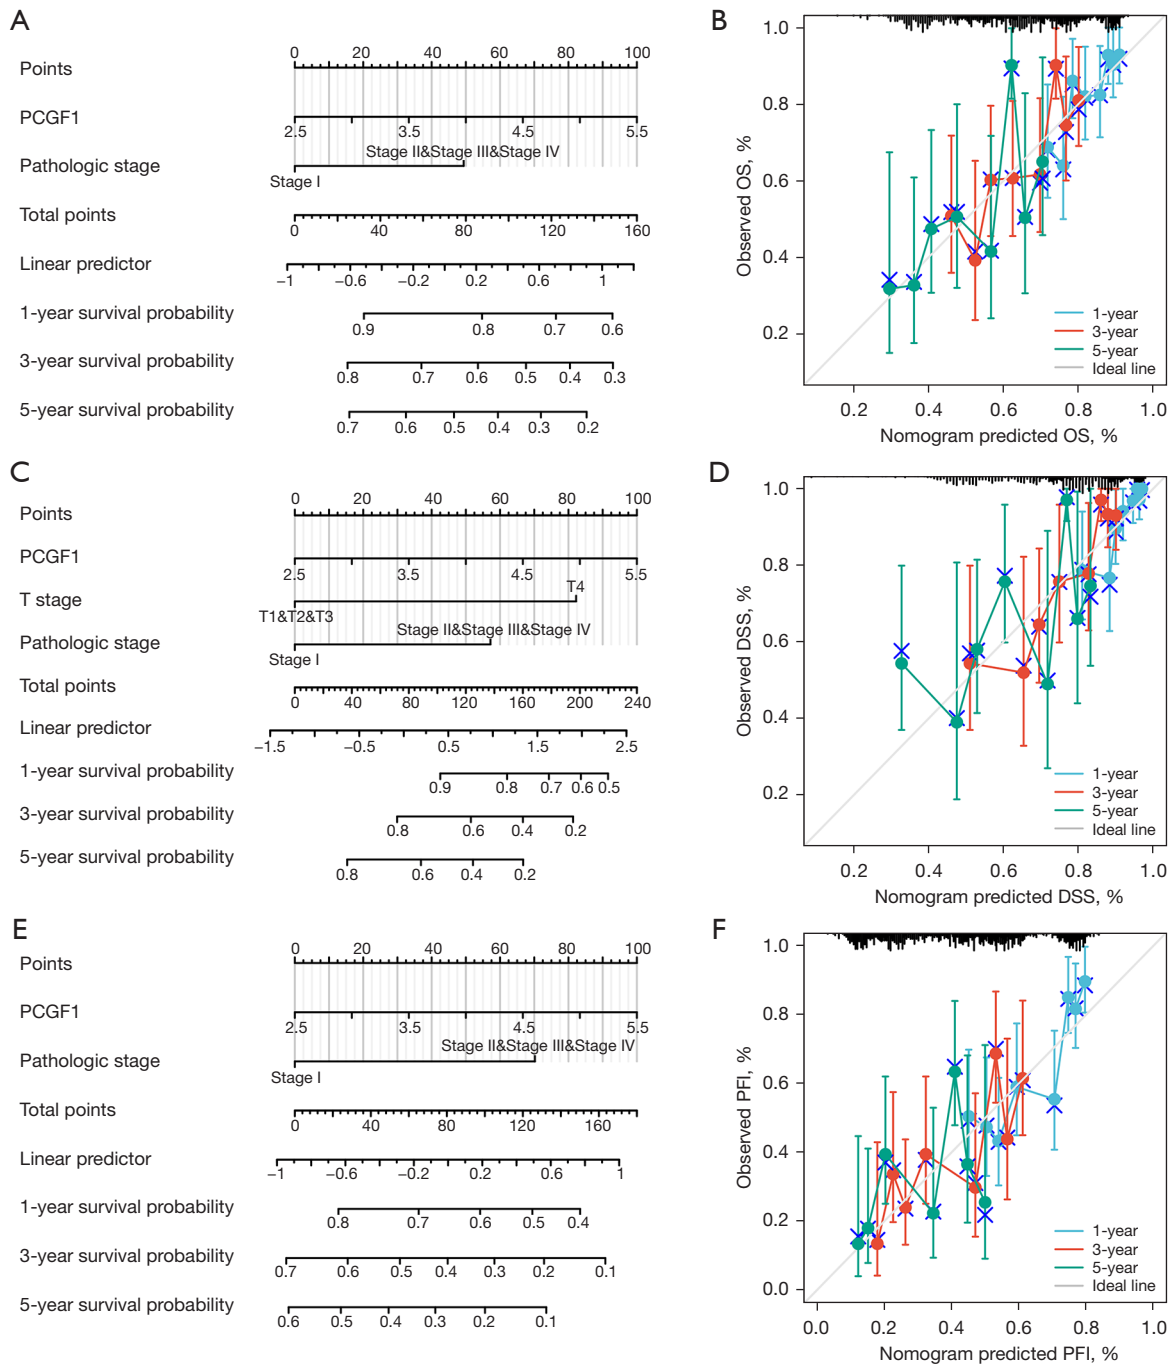 A
Points
0 20 40 60 80 100
PCGF1
2.5 3.5 4.5 5.5
Stage II&Stage III&Stage IV
Pathologic stage
Stage I
Total points
0 40 80 120 160
Linear predictor
−1 −0.6 −0.2 0.2 0.6 1
1-year survival probability
0.9 0.8 0.7 0.6
3-year survival probability
0.8 0.7 0.6 0.5 0.4 0.3
5-year survival probability
0.7 0.6 0.5 0.4 0.3 0.2
B
Observed OS, %
1.0
0.8
0.6
0.4
0.2
1-year
3-year
5-year
Ideal line
0.2 0.4 0.6 0.8 1.0
Nomogram predicted OS, %
C
0 20 40 60 80 100
Points
PCGF1
2.5 3.5 4.5 5.5
T4
T stage
T1&T2&T3
Stage II&Stage III&Stage IV
Pathologic stage
Stage I
Total points
0 40 80 120 160 200 240
Linear predictor
−1.5 −0.5 0.5 1.5 2.5
1-year survival probability
0.9 0.8 0.7 0.6 0.5
3-year survival probability
0.8 0.6 0.4 0.2
5-year survival probability
0.8 0.6 0.4 0.2
D
Observed DSS, %
1.0
0.8
0.6
0.4
0.2
1-year
3-year
5-year
Ideal line
0.2 0.4 0.6 0.8 1.0
Nomogram predicted DSS, %
E
0 20 40 60 80 100
Points
PCGF1
2.5 3.5 4.5 5.5
Stage II&Stage III&Stage IV
Pathologic stage
Stage I
Total points
0 40 80 120 160
Linear predictor
−1 −0.6 −0.2 0.2 0.6 1
1-year survival probability
0.8 0.7 0.6 0.5 0.4
3-year survival probability
0.7 0.6 0.5 0.4 0.3 0.2 0.1
5-year survival probability
0.6 0.5 0.4 0.3 0.2 0.1
F
Observed PFI, %
1.0
0.8
0.6
0.4
0.2
0.0
1-year
3-year
5-year
Ideal line
0.0 0.2 0.4 0.6 0.8 1.0
Nomogram predicted PFI, %